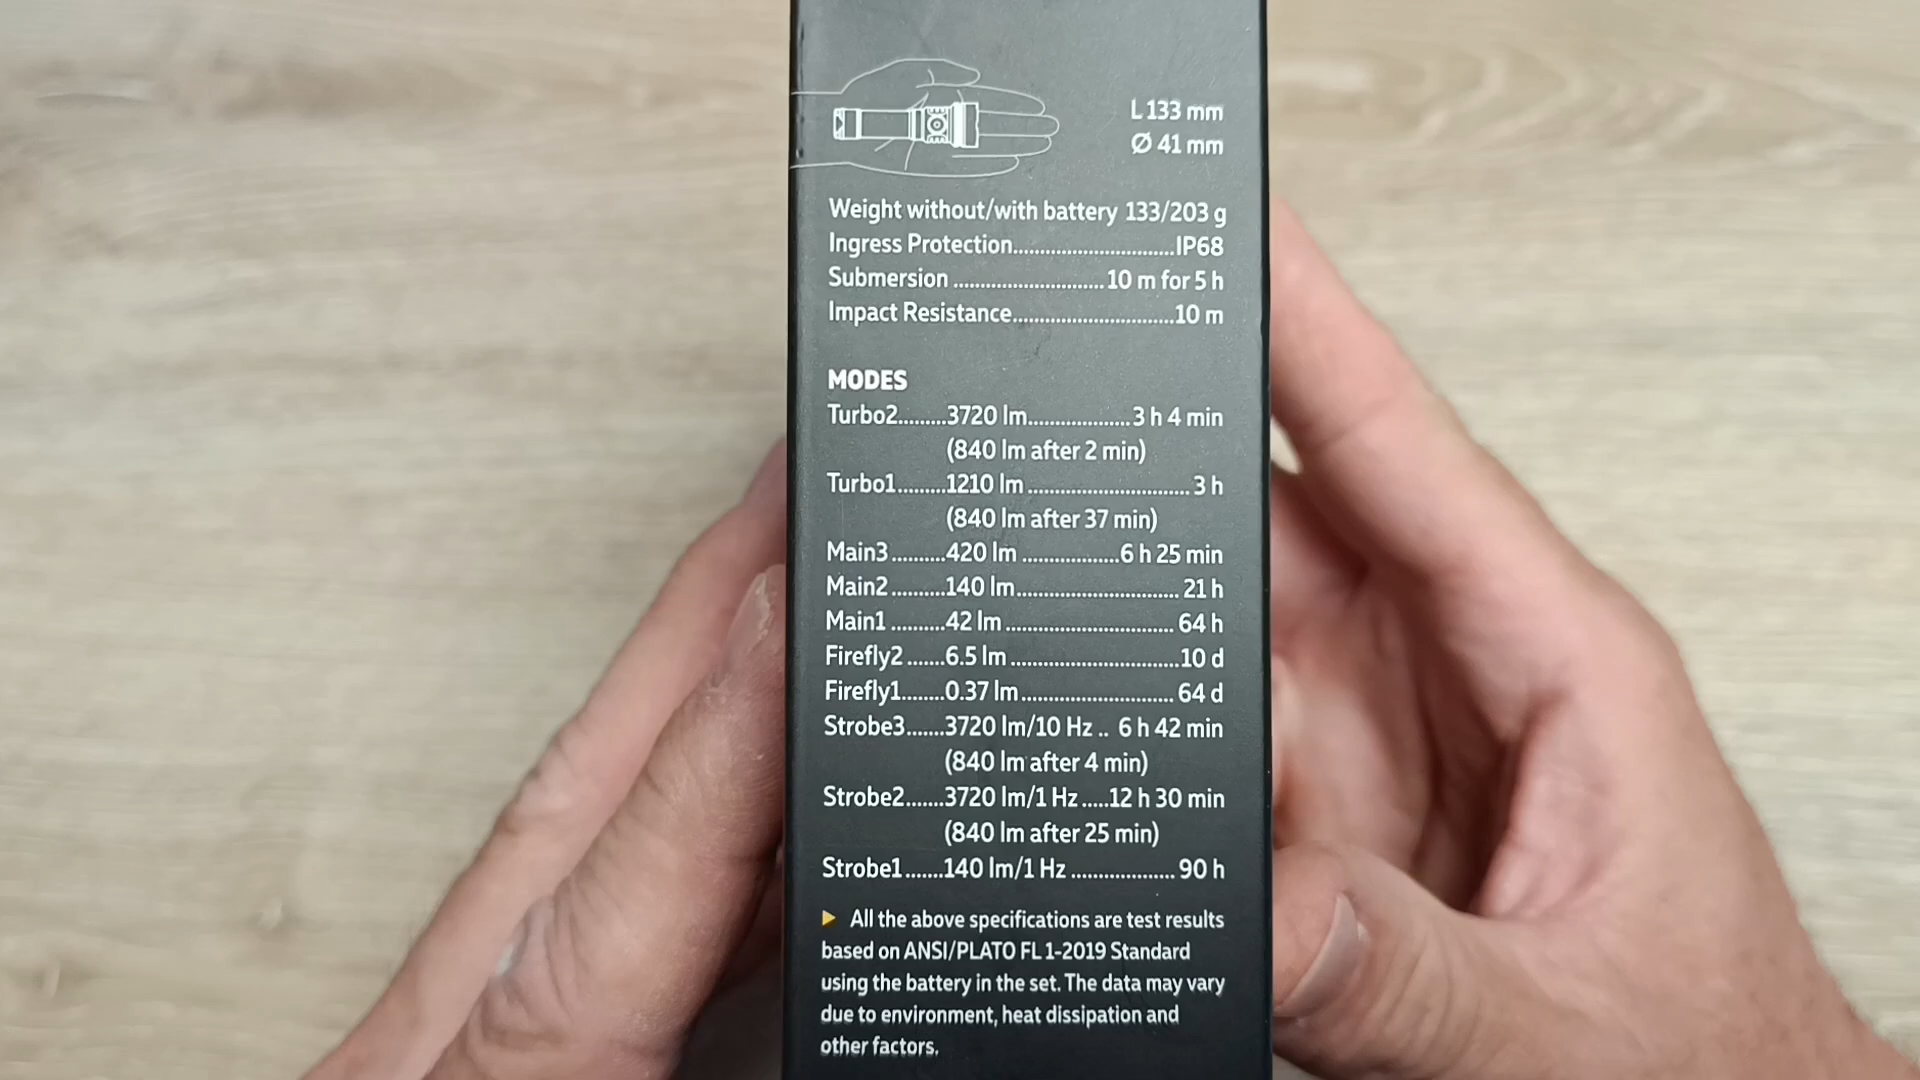 L 133 mm
Ø 41 mm
Weight without/with battery 133/203 g
Ingress Protection..............................IP68
Submersion ............................ 10 m for 5 h
Impact Resistance..............................10 m
MODES
Turbo2.........3720 lm................... 3 h 4 min
(840 lm after 2 min)
Turbo1.........1210 lm .............................. 3 h
(840 lm after 37 min)
Main3..........420 lm ..................6 h 25 min
Main2..........140 lm.............................. 21 h
Main1 ..........42 lm ............................... 64 h
Firefly2 .......6.5 lm ...............................10 d
Firefly1........0.37 lm............................ 64 d
Strobe3.......3720 lm/10 Hz .. 6 h 42 min
(840 lm after 4 min)
Strobe2.......3720 lm/1 Hz .....12 h 30 min
(840 lm after 25 min)
Strobe1.......140 lm/1 Hz ................... 90 h
▶ All the above specifications are test results
based on ANSI/PLATO FL 1-2019 Standard
using the battery in the set. The data may vary
due to environment, heat dissipation and
other factors.